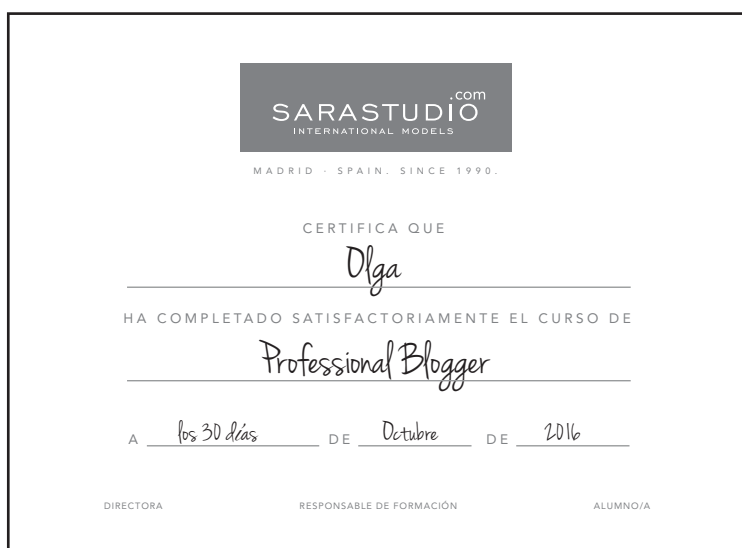 .com
SARASTUDIO
INTERNATIONAL MODELS
MADRID · SPAIN. SINCE 1990.
CERTIFICA QUE
Olga
HA COMPLETADO SATISFACTORIAMENTE EL CURSO DE
Professional Blogger
A los 30 días DE Octubre DE 2016
DIRECTORA RESPONSABLE DE FORMACIÓN ALUMNO/A